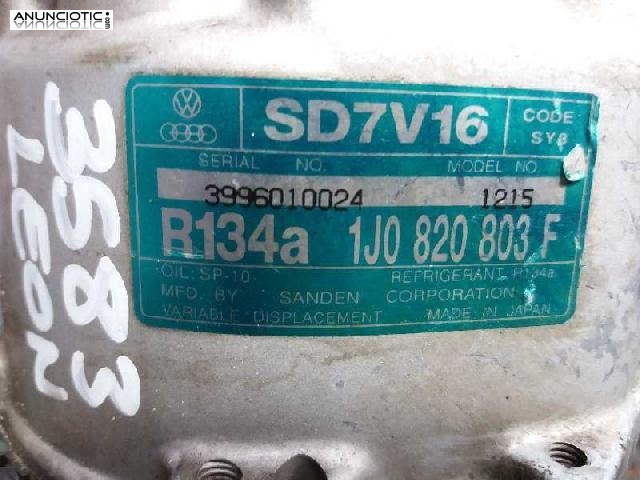 ANUNCIOTIC.com
SD7V16
CODE
SY8
SERIAL NO.
MODEL NO
3996010024
1215
R134a 1J0 820 803 F
OIL: SP-10
REFRIGERANT R134a
MFD. BY SANDEN CORPORATION
VARIABLE DISPLACEMENT
MADE IN JAPAN
3583
LEON